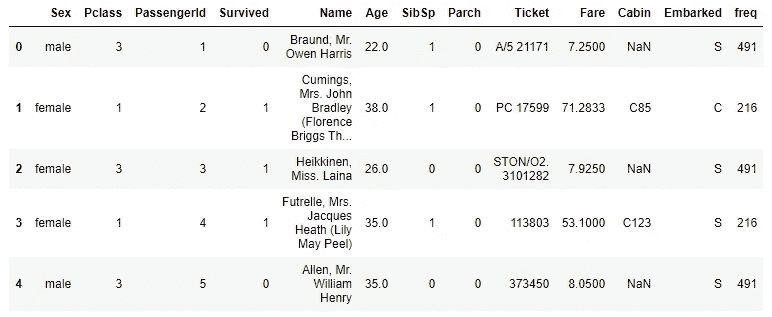 Sex Pclass PassengerId Survived Name Age SibSp Parch Ticket Fare Cabin Embarked freq
0 male 3 1 0 Braund, Mr. Owen Harris 22.0 1 0 A/5 21171 7.2500 NaN S 491
1 female 1 2 1 Cumings, Mrs. John Bradley (Florence Briggs Th... 38.0 1 0 PC 17599 71.2833 C85 C 216
2 female 3 3 1 Heikkinen, Miss. Laina 26.0 0 0 STON/O2. 3101282 7.9250 NaN S 491
3 female 1 4 1 Futrelle, Mrs. Jacques Heath (Lily May Peel) 35.0 1 0 113803 53.1000 C123 S 216
4 male 3 5 0 Allen, Mr. William Henry 35.0 0 0 373450 8.0500 NaN S 491